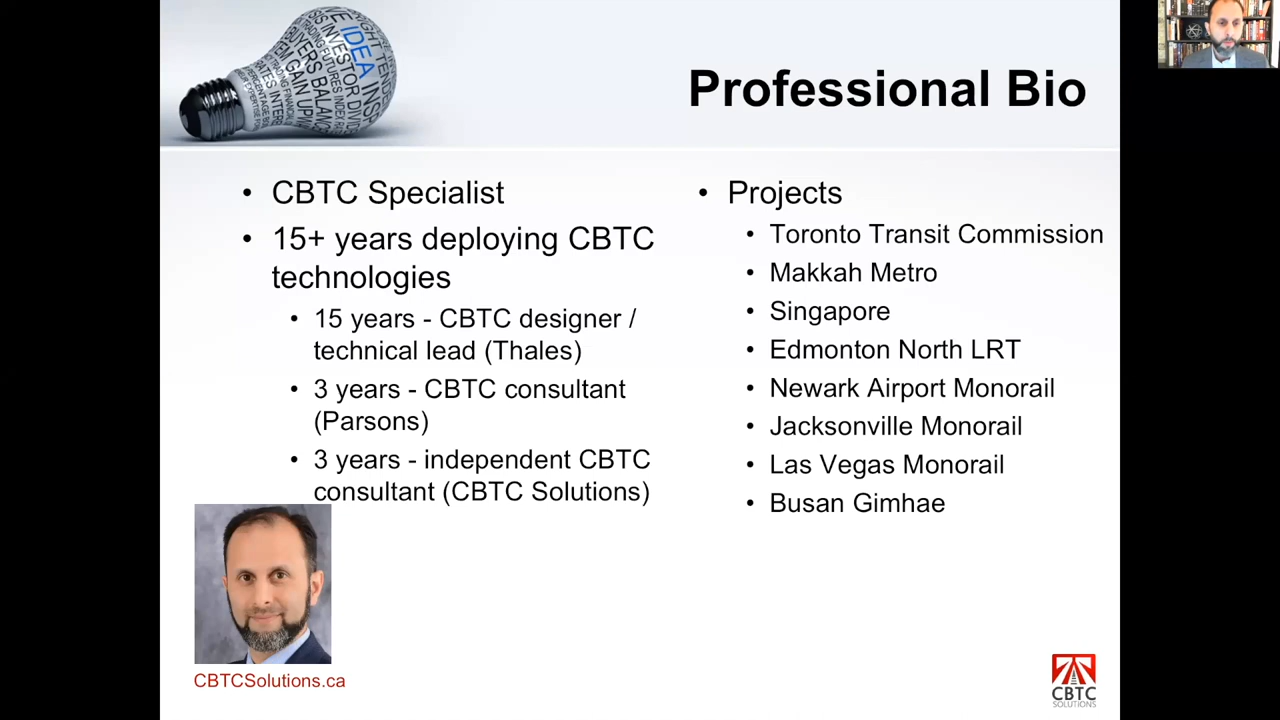 IDEA
Professional Bio
• CBTC Specialist
• 15+ years deploying CBTC
technologies
• 15 years - CBTC designer /
technical lead (Thales)
• 3 years - CBTC consultant
(Parsons)
• 3 years - independent CBTC
consultant (CBTC Solutions)
• Projects
• Toronto Transit Commission
• Makkah Metro
• Singapore
• Edmonton North LRT
• Newark Airport Monorail
• Jacksonville Monorail
• Las Vegas Monorail
• Busan Gimhae
CBTCSolutions.ca
CBTC
SOLUTIONS